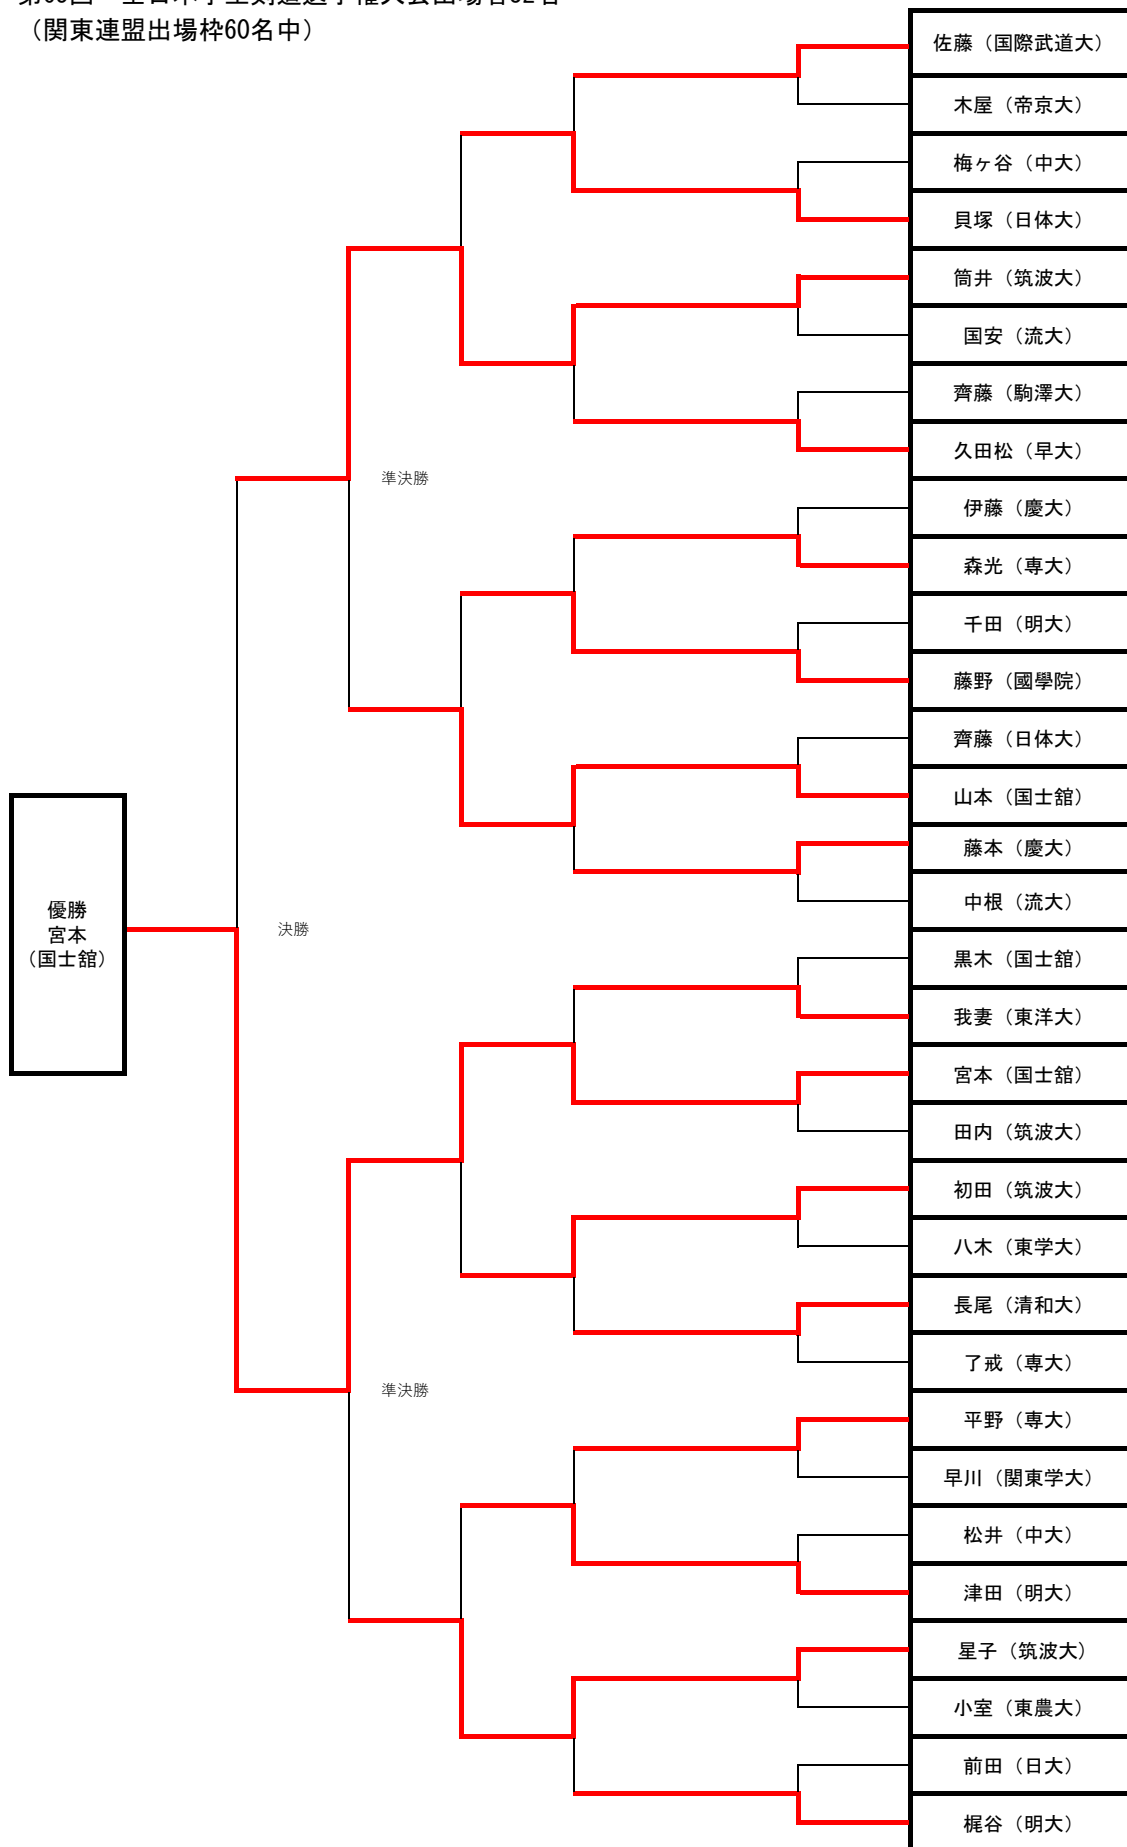 （関東連盟出場枠60名中）
佐藤（国際武道大）
木屋（帝京大）
梅ヶ谷（中大）
貝塚（日体大）
筒井（筑波大）
国安（流大）
齊藤（駒澤大）
久田松（早大）
準決勝
伊藤（慶大）
森光（専大）
千田（明大）
藤野（國學院）
齊藤（日体大）
山本（国士舘）
藤本（慶大）
中根（流大）
優勝
宮本
（国士舘）
決勝
黒木（国士舘）
我妻（東洋大）
宮本（国士舘）
田内（筑波大）
初田（筑波大）
八木（東学大）
長尾（清和大）
了戒（専大）
準決勝
平野（専大）
早川（関東学大）
松井（中大）
津田（明大）
星子（筑波大）
小室（東農大）
前田（日大）
梶谷（明大）